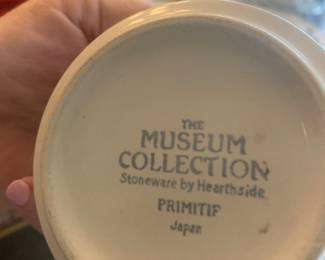 THE
MUSEUM
COLLECTION
Stoneware by Hearthside
PRIMITIF
Japan